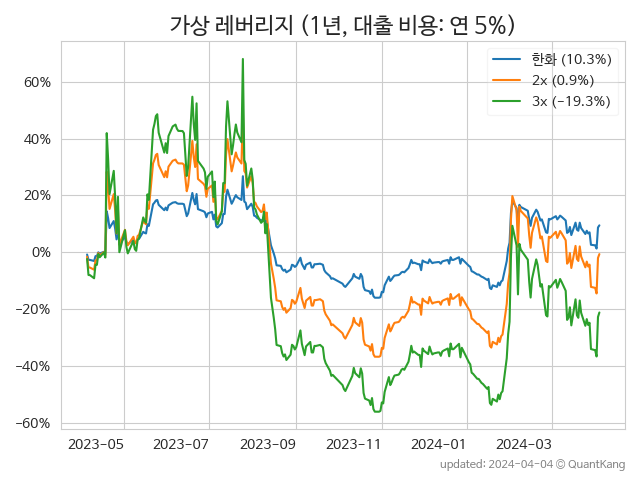 가상 레버리지 (1년, 대출 비용: 연 5%)
한화 (10.3%)
2x (0.9%)
3x (−19.3%)
60%
40%
20%
0%
−20%
−40%
−60%
2023-05 2023-07 2023-09 2023-11 2024-01 2024-03
updated: 2024-04-04 © QuantKang